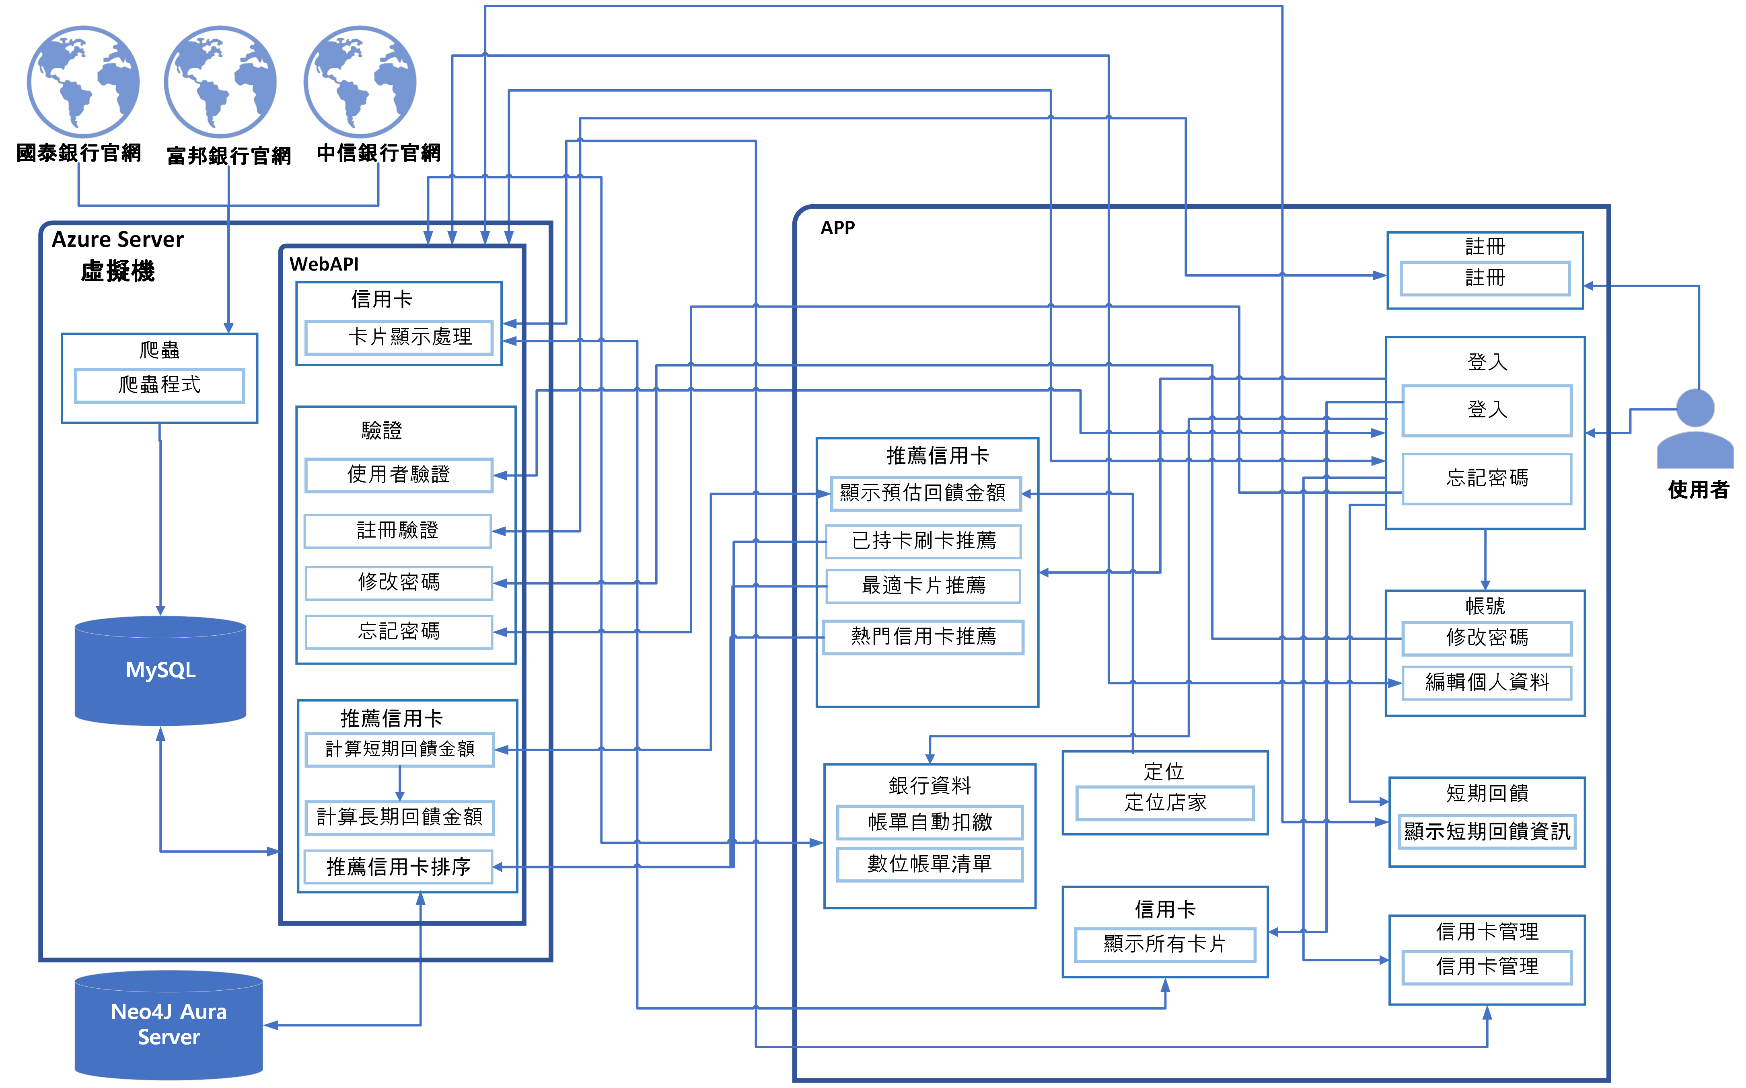 國泰銀行官網
富邦銀行官網
中信銀行官網
Azure Server
虛擬機
爬蟲
爬蟲程式
MySQL
Neo4J Aura
Server
WebAPI
信用卡
卡片顯示處理
驗證
使用者驗證
註冊驗證
修改密碼
忘記密碼
推薦信用卡
計算短期回饋金額
計算長期回饋金額
推薦信用卡排序
APP
推薦信用卡
顯示預估回饋金額
已持卡刷卡推薦
最適卡片推薦
熱門信用卡推薦
銀行資料
帳單自動扣繳
數位帳單清單
定位
定位店家
信用卡
顯示所有卡片
註冊
註冊
登入
登入
忘記密碼
帳號
修改密碼
編輯個人資料
短期回饋
顯示短期回饋資訊
信用卡管理
信用卡管理
使用者